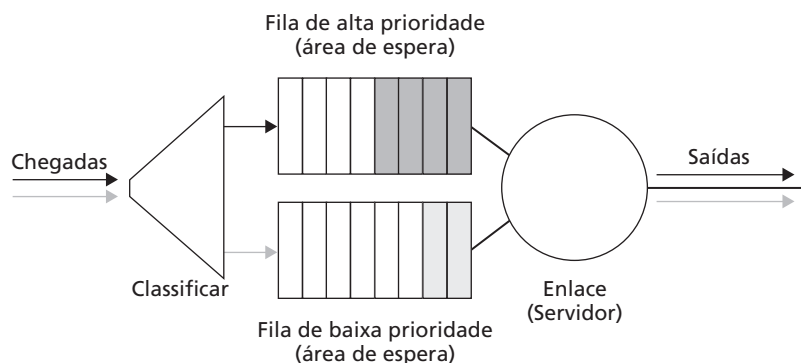 Fila de alta prioridade
(área de espera)
Chegadas
Saídas
Classificar
Enlace
(Servidor)
Fila de baixa prioridade
(área de espera)